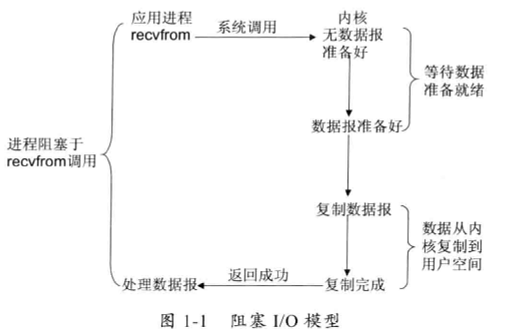 应用进程
recvfrom
系统调用
内核
无数据报
准备好
等待数据
准备就绪
数据报准备好
进程阻塞于
recvfrom调用
复制数据报
数据从内
核复制到
用户空间
处理数据报
返回成功
复制完成
图 1-1 阻塞 I/O 模型